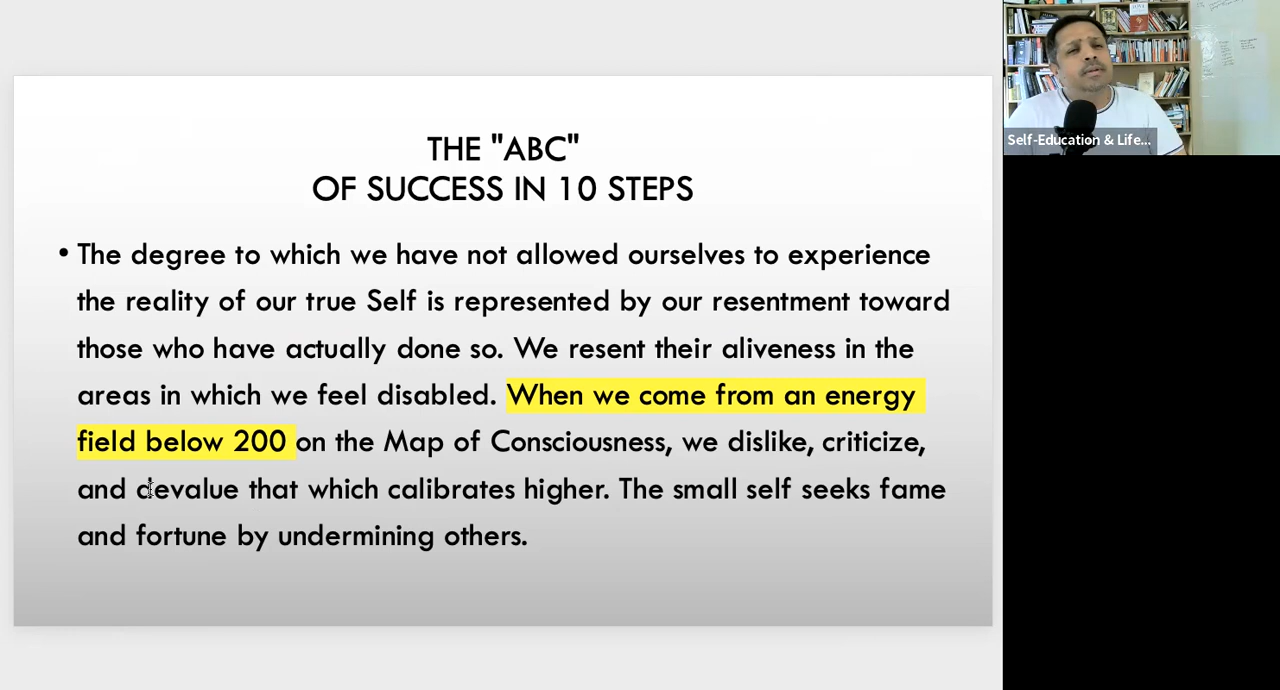 THE "ABC"
OF SUCCESS IN 10 STEPS
• The degree to which we have not allowed ourselves to experience
the reality of our true Self is represented by our resentment toward
those who have actually done so. We resent their aliveness in the
areas in which we feel disabled. When we come from an energy
field below 200 on the Map of Consciousness, we dislike, criticize,
and devalue that which calibrates higher. The small self seeks fame
and fortune by undermining others.
Self-Education & Life...